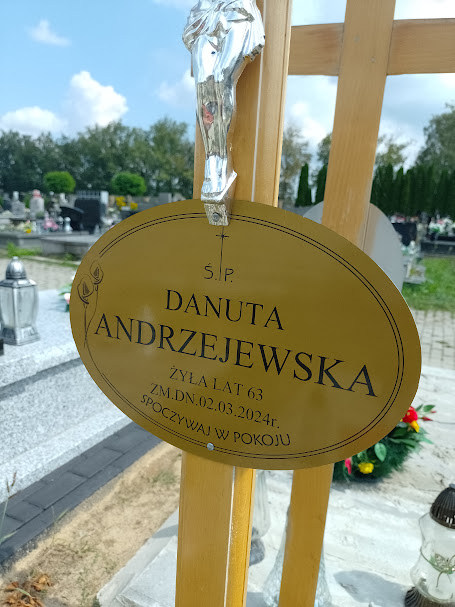 Ś.P.
DANUTA
ANDRZEJEWSKA
ŻYŁA LAT 63
ZM.DN.02.03.2024r.
SPOCZYWAJ W POKOJU